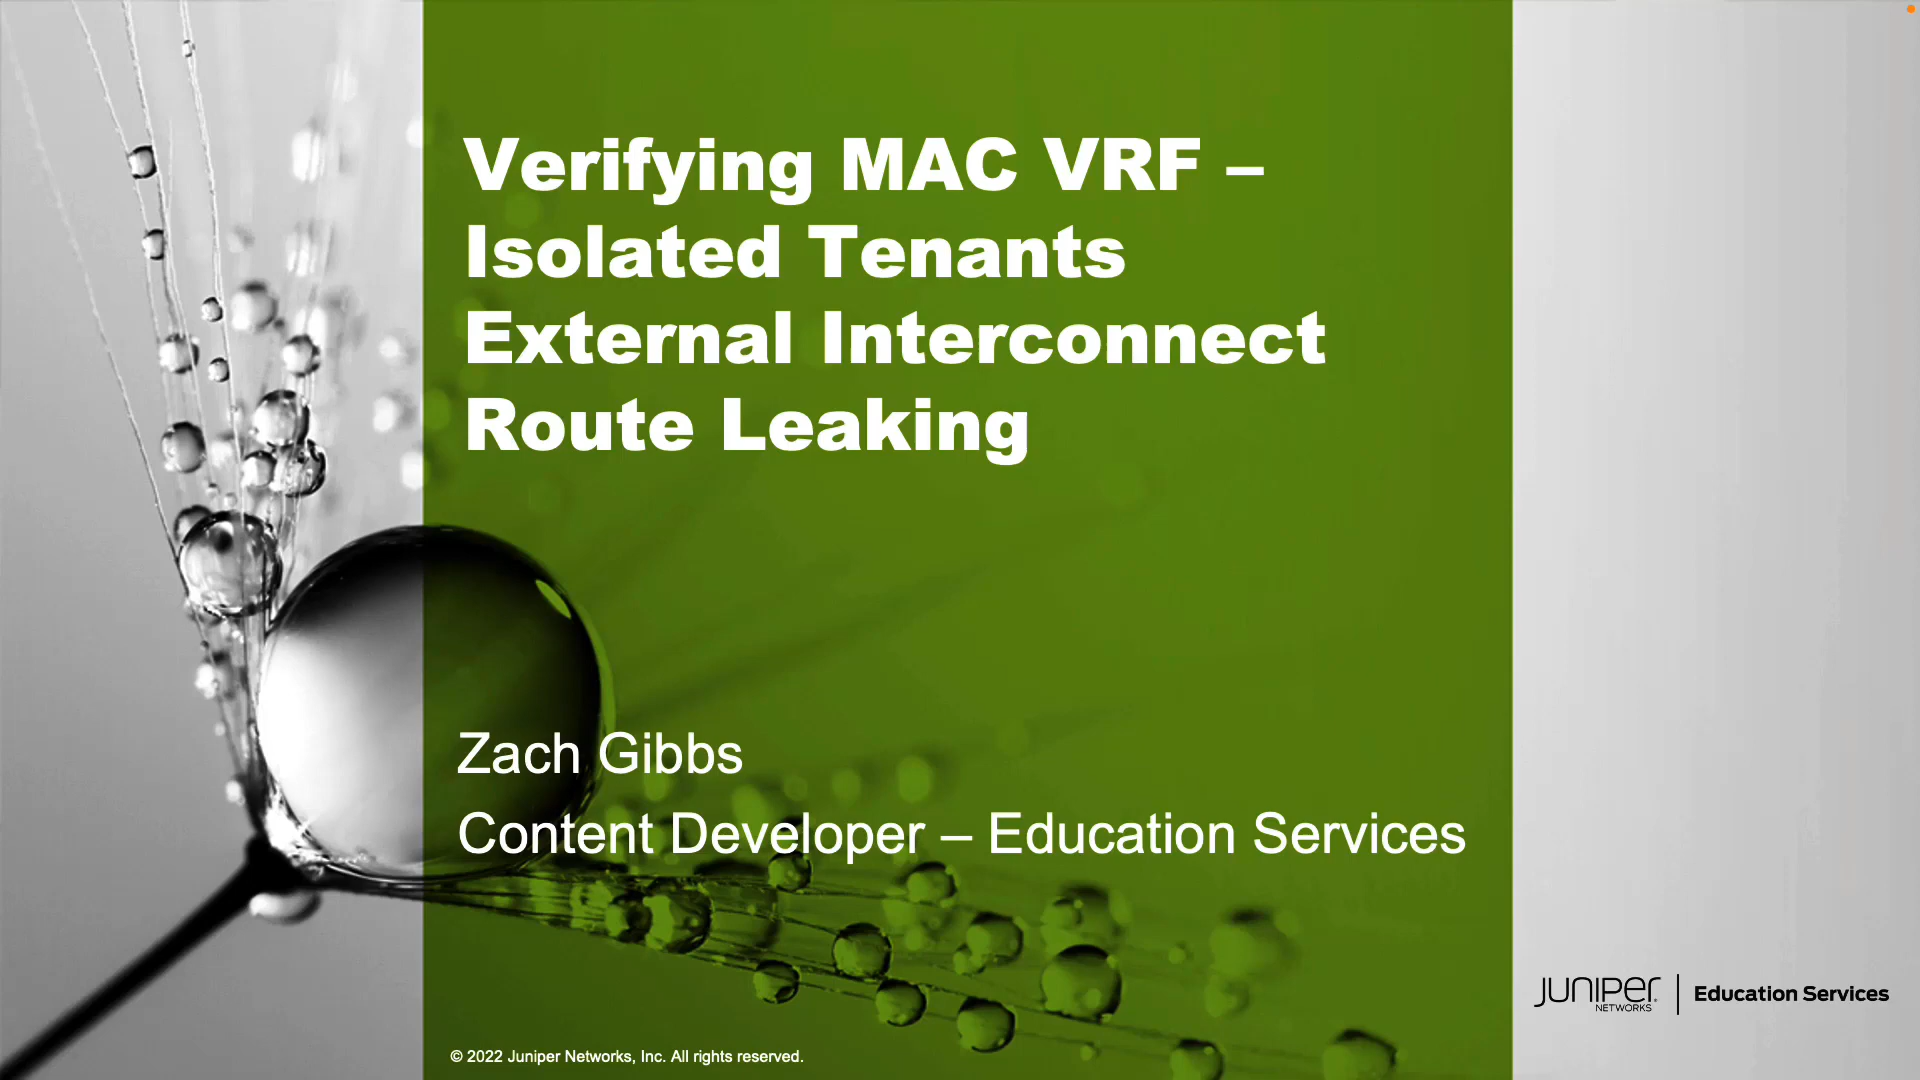 Verifying MAC VRF –
Isolated Tenants
External Interconnect
Route Leaking
Zach Gibbs
Content Developer – Education Services
JUNIPEr
NETWORKS
Education Services
© 2022 Juniper Networks, Inc. All rights reserved.